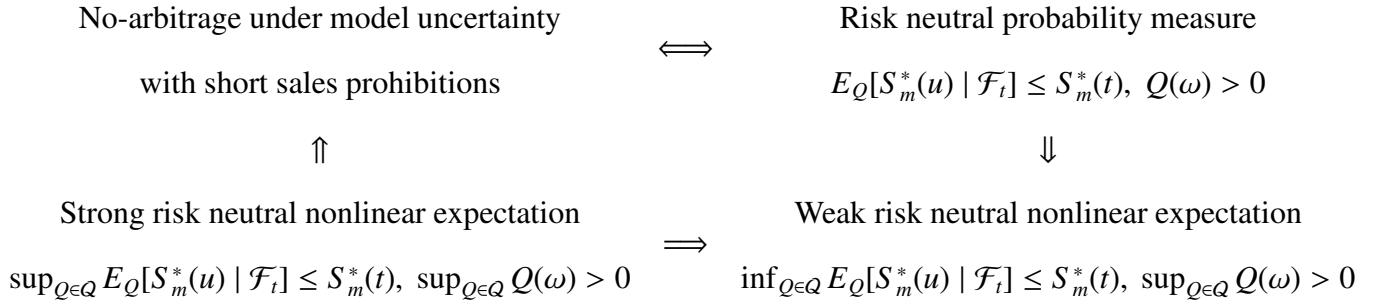 No-arbitrage under model uncertainty
with short sales prohibitions
⟺
Risk neutral probability measure
E_Q[S*_m(u) | ℱ_t] ≤ S*_m(t), Q(ω) > 0
⇑
⇓
Strong risk neutral nonlinear expectation
sup_{Q∈𝒬} E_Q[S*_m(u) | ℱ_t] ≤ S*_m(t), sup_{Q∈𝒬} Q(ω) > 0
⟹
Weak risk neutral nonlinear expectation
inf_{Q∈𝒬} E_Q[S*_m(u) | ℱ_t] ≤ S*_m(t), sup_{Q∈𝒬} Q(ω) > 0